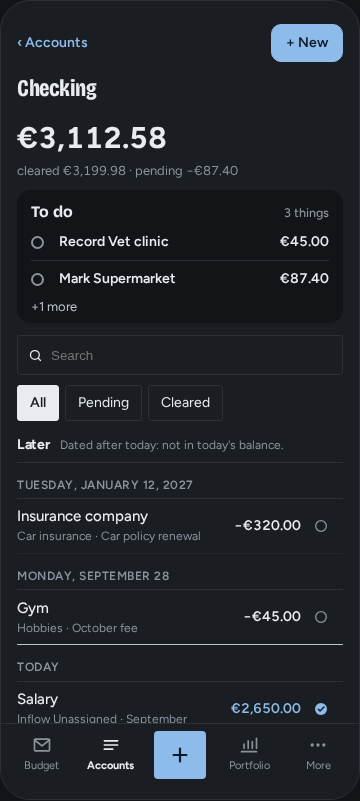 ‹ Accounts
+ New
Checking
€3,112.58
cleared €3,199.98 · pending −€87.40
To do
3 things
Record Vet clinic
€45.00
Mark Supermarket
€87.40
+1 more
Search
All
Pending
Cleared
Later Dated after today: not in today's balance.
TUESDAY, JANUARY 12, 2027
Insurance company
−€320.00
Car insurance · Car policy renewal
MONDAY, SEPTEMBER 28
Gym
−€45.00
Hobbies · October fee
TODAY
Salary
€2,650.00
Inflow Unassigned · September
Budget
Accounts
+
Portfolio
More